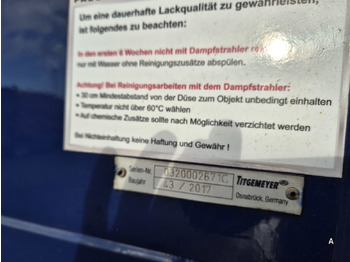 Um eine dauerhafte Lackqualität zu gewährleisten,
ist folgendes zu beachten:
In den ersten 6 Wochen nicht mit Dampfstrahler
nur mit Wasser ohne Reinigungszusätze abspülen.
Achtung! Bei Reinigungsarbeiten mit dem Dampfstrahler:
• 30 cm Mindestabstand von der Düse zum Objekt unbedingt einhalten
• Temperatur nicht über 60°C wählen
• Auf chemische Zusätze sollte nach Möglichkeit verzichtet werden
Bei Nichteinhaltung keine Haftung und Gewähr !
Serien-Nr.
Baujahr 03 / 2017
TITGEMEYER
Osnabrück, Germany
A